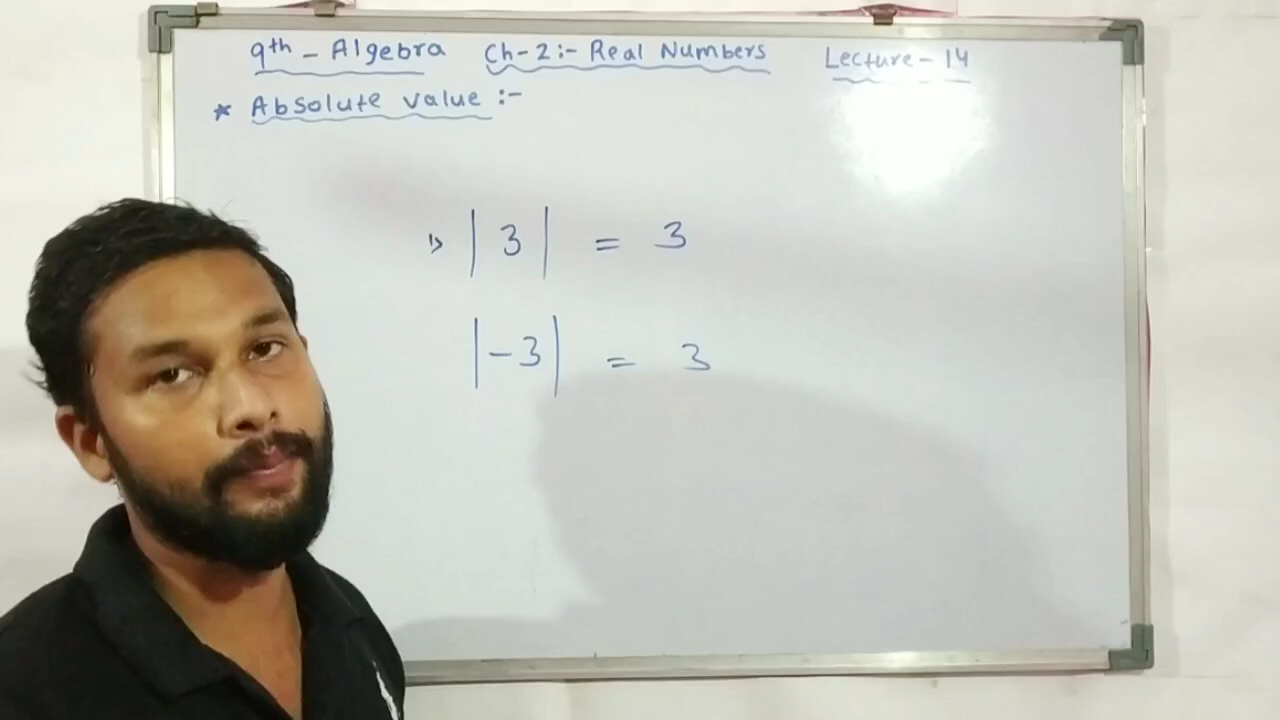 9th - Algebra Ch-2:- Real Numbers Lecture - 14
* Absolute value :-
1> |3| = 3
|-3| = 3